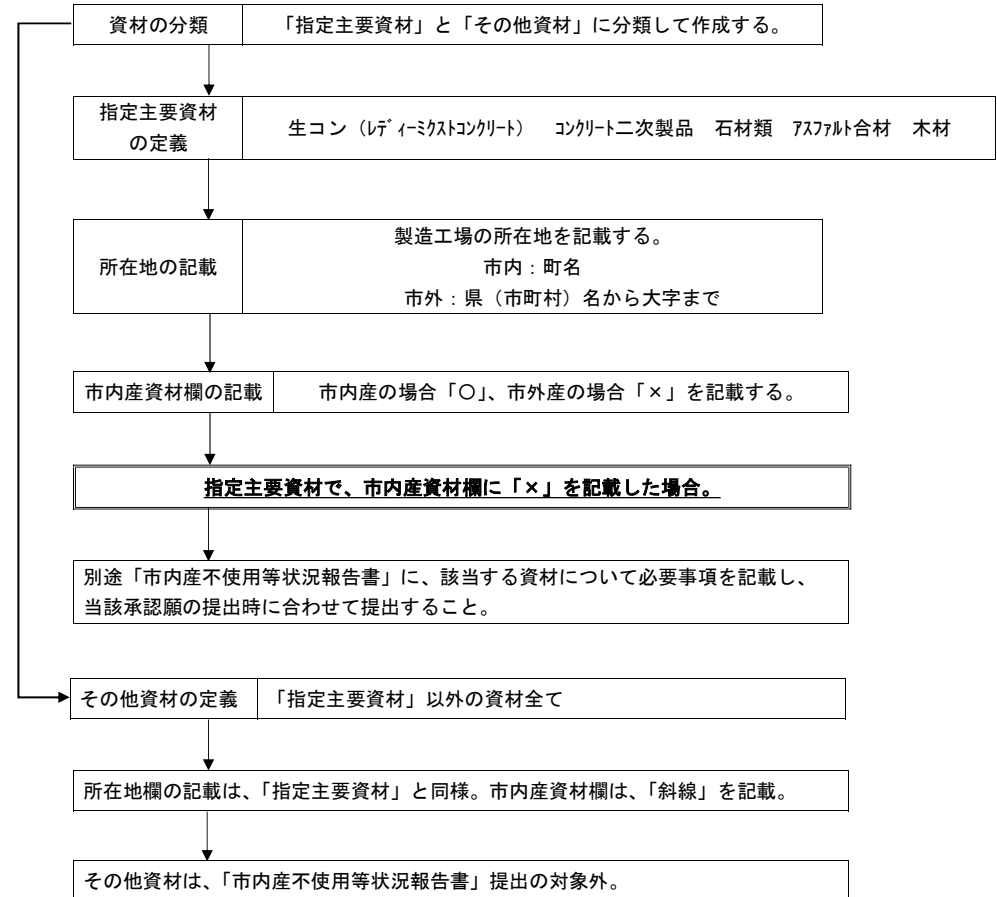 資材の分類
「指定主要資材」と「その他資材」に分類して作成する。
指定主要資材
の定義
生コン（ﾚﾃﾞｨｰﾐｸｽﾄｺﾝｸﾘｰﾄ） ｺﾝｸﾘｰﾄ二次製品 石材類 ｱｽﾌｧﾙﾄ合材 木材
所在地の記載
製造工場の所在地を記載する。
市内：町名
市外：県（市町村）名から大字まで
市内産資材欄の記載
市内産の場合「〇」、市外産の場合「×」を記載する。
指定主要資材で、市内産資材欄に「×」を記載した場合。
別途「市内産不使用等状況報告書」に、該当する資材について必要事項を記載し、
当該承認願の提出時に合わせて提出すること。
その他資材の定義
「指定主要資材」以外の資材全て
所在地欄の記載は、「指定主要資材」と同様。市内産資材欄は、「斜線」を記載。
その他資材は、「市内産不使用等状況報告書」提出の対象外。